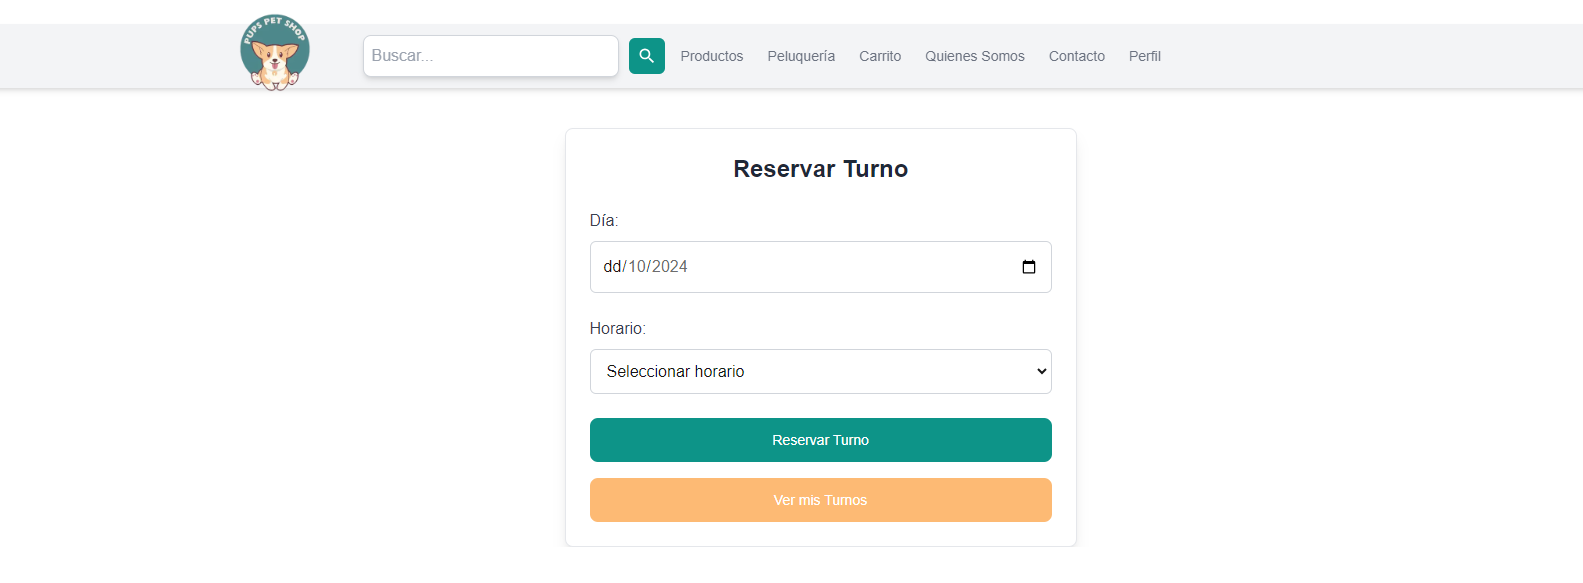 PUPS PET SHOP
Buscar...
Productos
Peluquería
Carrito
Quienes Somos
Contacto
Perfil
Reservar Turno
Día:
dd/10/2024
Horario:
Seleccionar horario
Reservar Turno
Ver mis Turnos